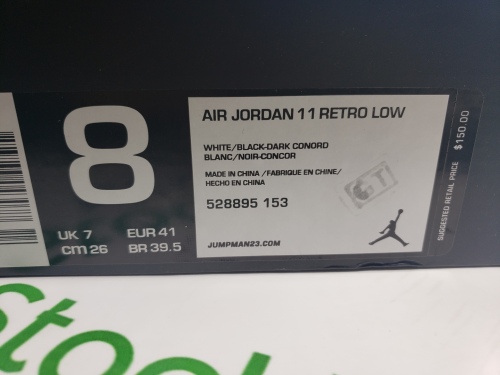 8
UK 7 EUR 41
cm 26 BR 39.5
AIR JORDAN 11 RETRO LOW
WHITE/BLACK-DARK CONORD
BLANC/NOIR-CONCOR
MADE IN CHINA /FABRIQUE EN CHINE/
HECHO EN CHINA
528895 153
JUMPMAN23.COM
GT
SUGGESTED RETAIL PRICE $150.00